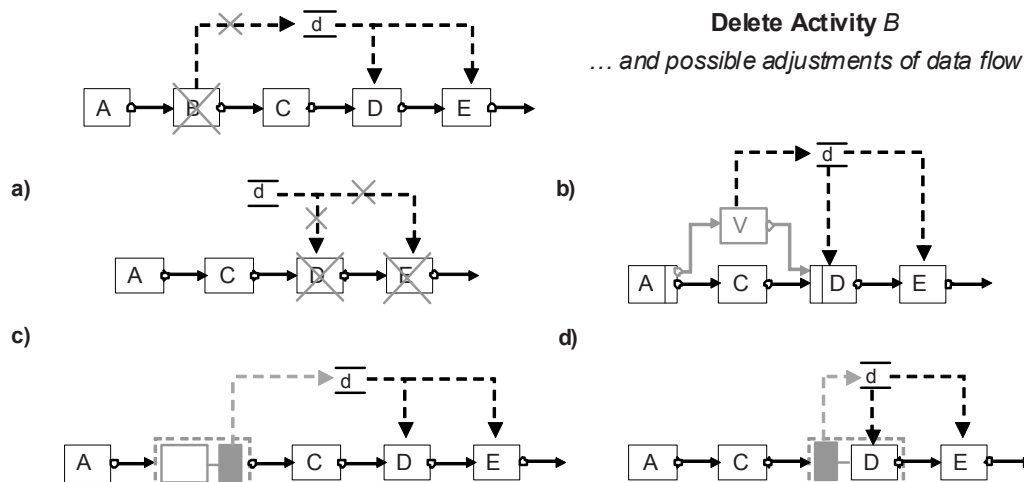 Delete Activity B
… and possible adjustments of data flow
d
A B C D E
a)
d
A C D E
b)
d
V
A C D E
c)
d
A C D E
d)
d
A C D E